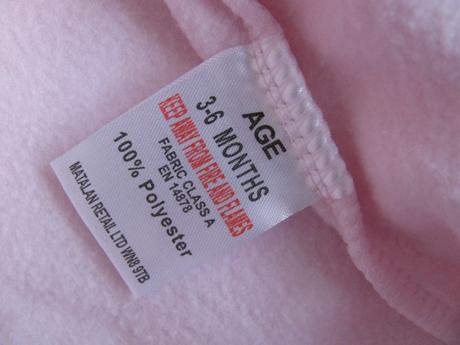 AGE
3-6 MONTHS
KEEP AWAY FROM FIRE AND FLAMES
FABRIC CLASS A
EN 14878
100% Polyester
MATALAN RETAIL LTD WN8 9TB